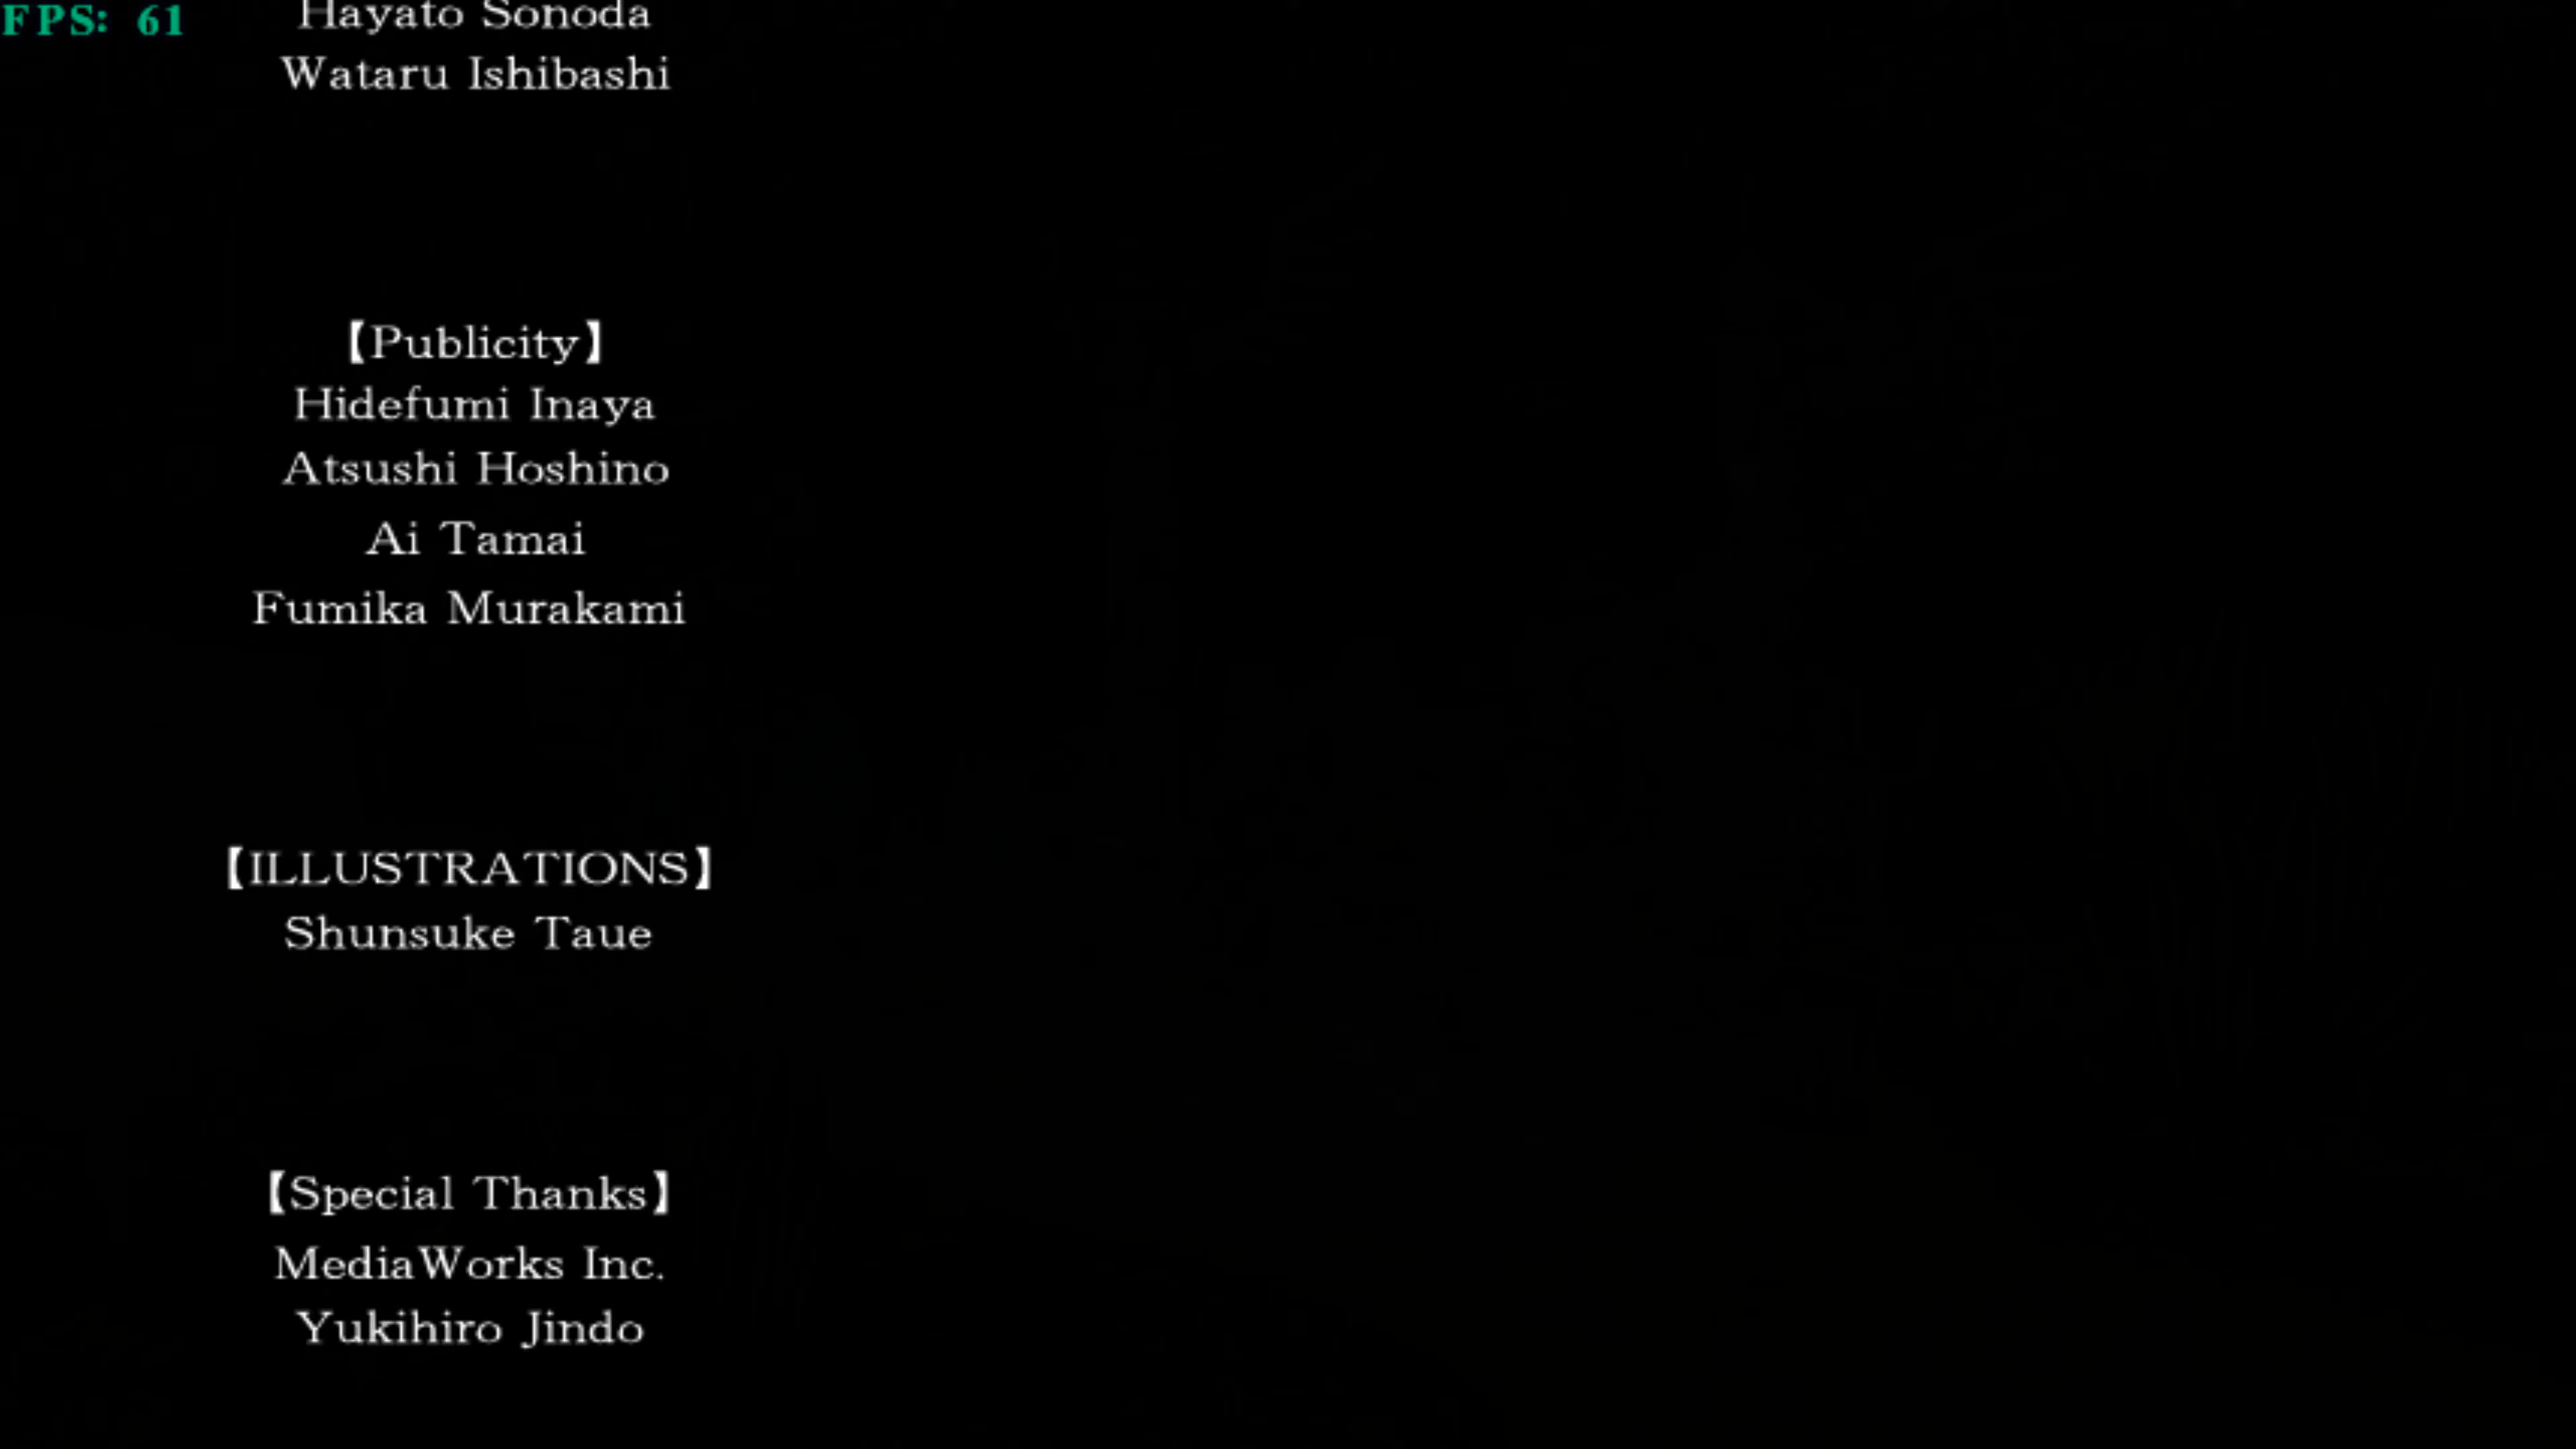 FPS: 61
Hayato Sonoda
Wataru Ishibashi
【Publicity】
Hidefumi Inaya
Atsushi Hoshino
Ai Tamai
Fumika Murakami
【ILLUSTRATIONS】
Shunsuke Taue
【Special Thanks】
MediaWorks Inc.
Yukihiro Jindo